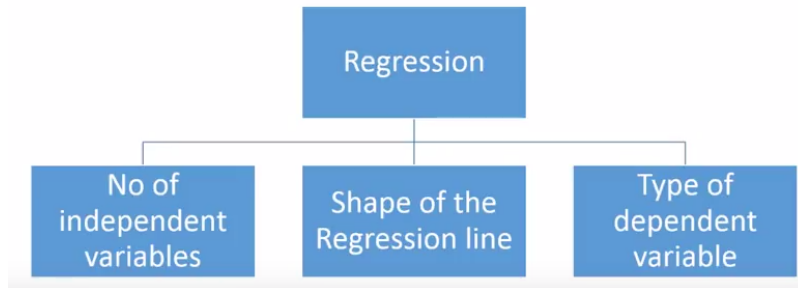 Regression
No of
independent
variables
Shape of the
Regression line
Type of
dependent
variable